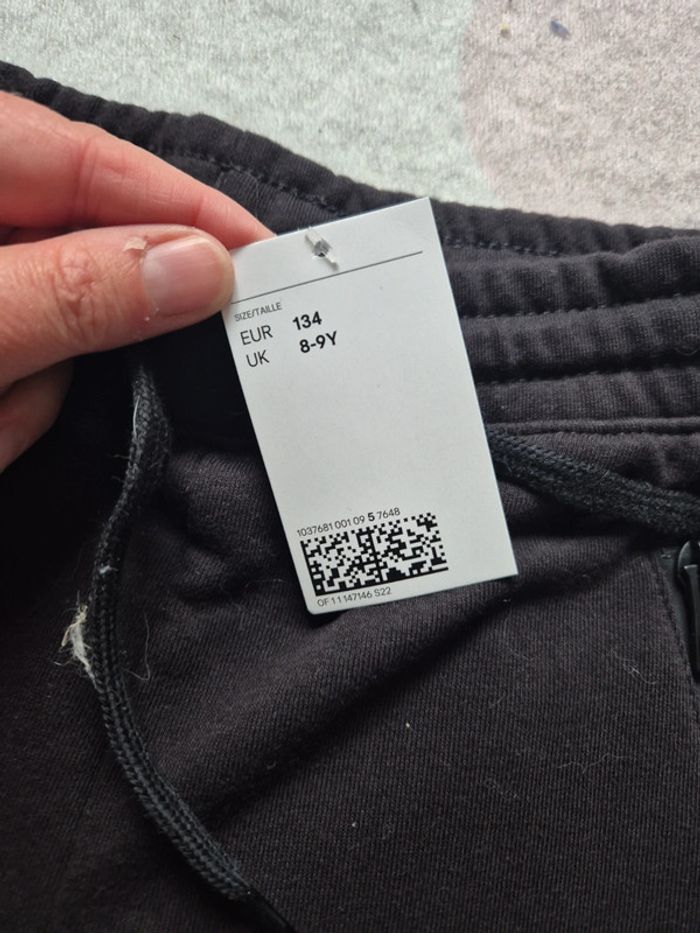 SIZE/TAILLE
EUR 134
UK 8-9Y
1037681 001 09 5 7648
OF 1 1 147146 S22